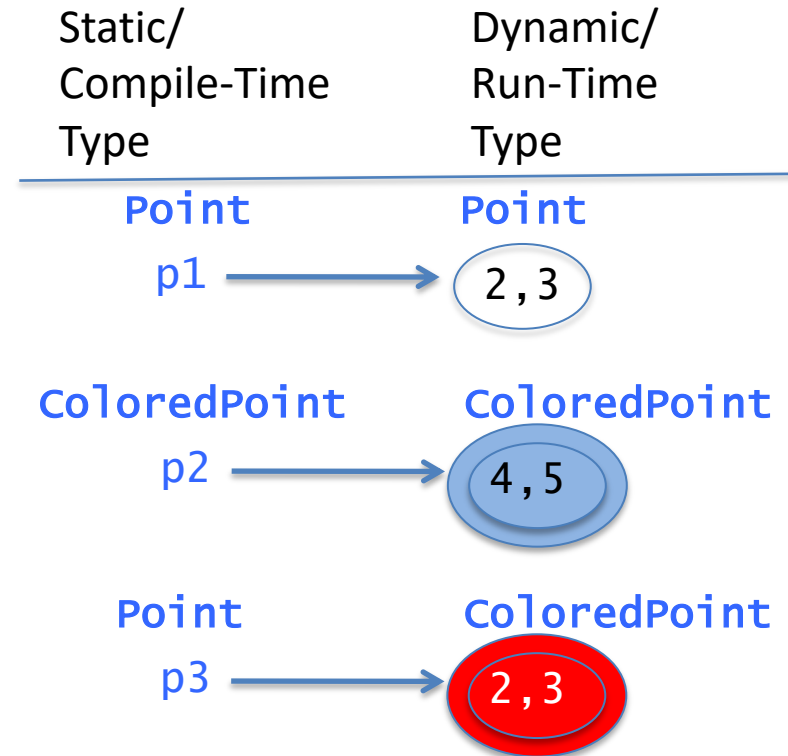 Static/ Dynamic/
Compile-Time Run-Time
Type Type
Point Point
p1 2,3
ColoredPoint ColoredPoint
p2 4,5
Point ColoredPoint
p3 2,3